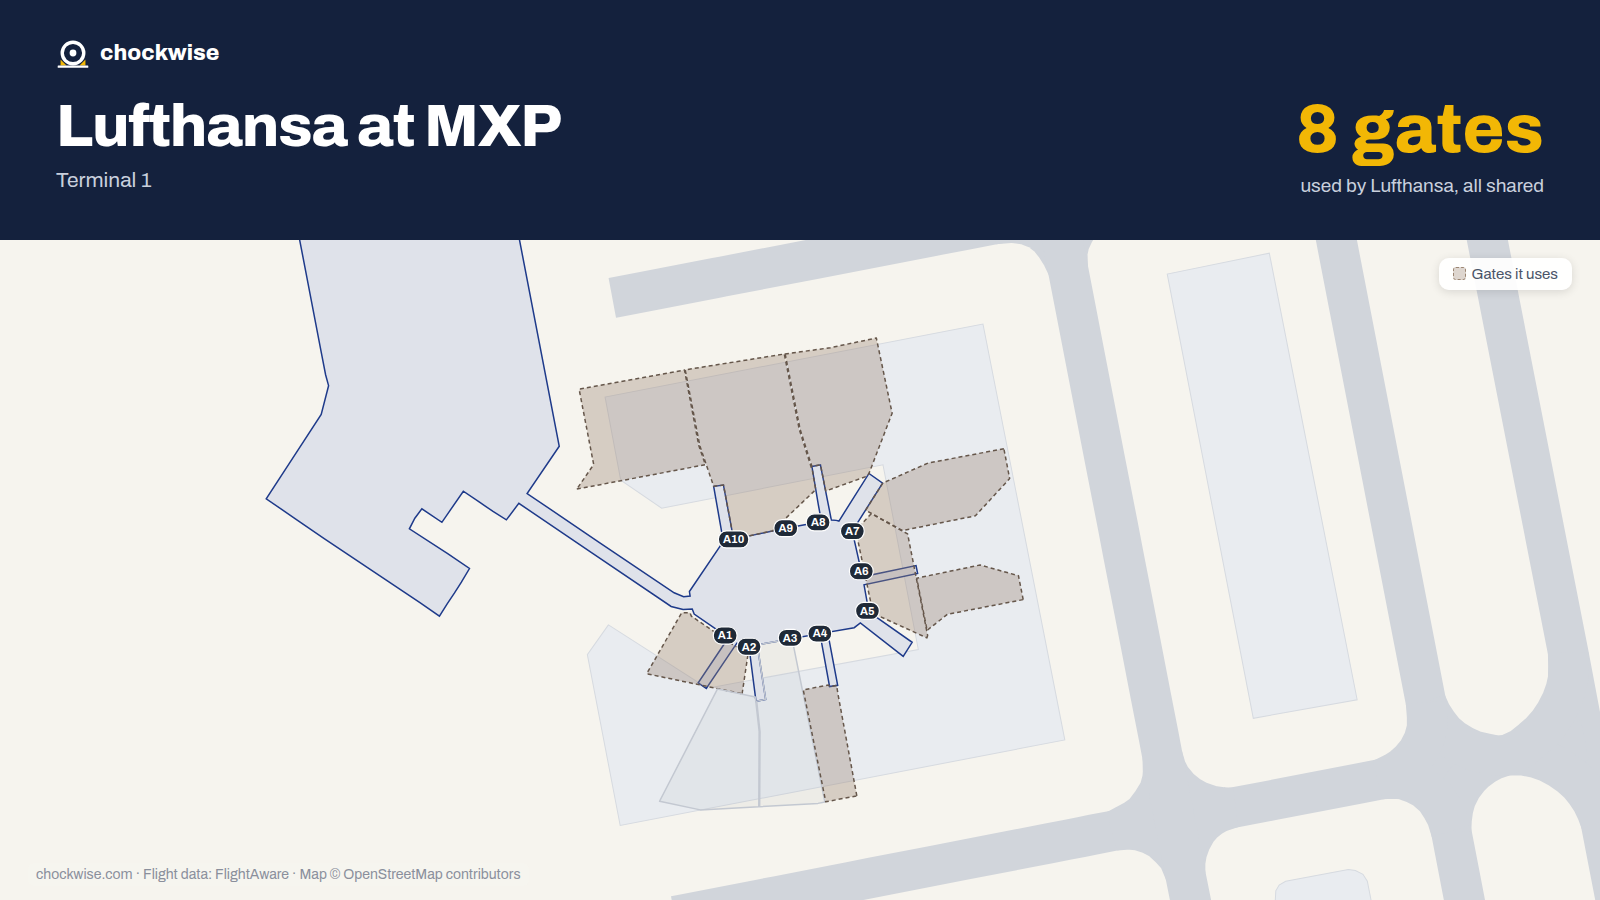 chockwise
Lufthansa at MXP
Terminal 1
8 gates
used by Lufthansa, all shared
Gates it uses
A10
A9
A8
A7
A6
A5
A1
A2
A3
A4
chockwise.com · Flight data: FlightAware · Map © OpenStreetMap contributors